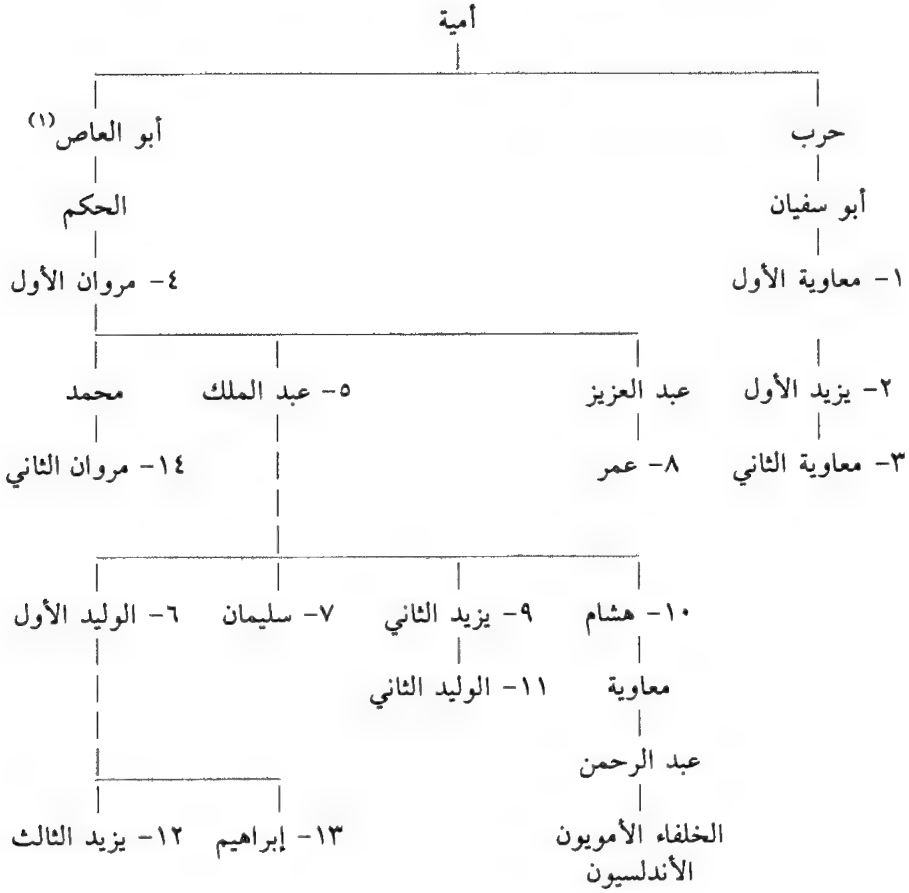 أمية
حرب أبو العاص(١)
أبو سفيان الحكم
١- معاوية الأول ٤- مروان الأول
٢- يزيد الأول عبد العزيز ٥- عبد الملك محمد
٣- معاوية الثاني ٨- عمر ١٤- مروان الثاني
١٠- هشام ٩- يزيد الثاني ٧- سليمان ٦- الوليد الأول
معاوية ١١- الوليد الثاني
عبد الرحمن
الخلفاء الأمويون ١٣- إبراهيم ١٢- يزيد الثالث
الأندلسيون